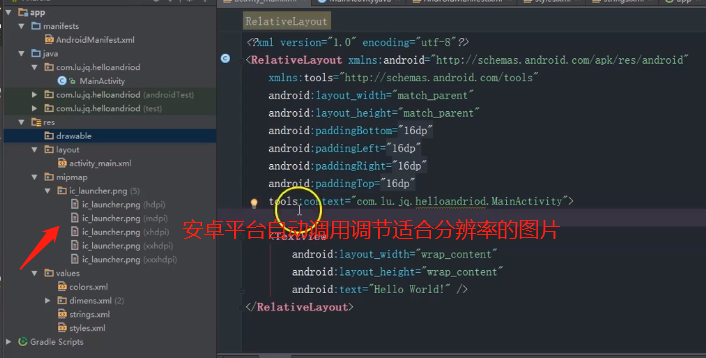 app
manifests
AndroidManifest.xml
java
com.lu.jq.helloandriod
MainActivity
com.lu.jq.helloandriod (androidTest)
com.lu.jq.helloandriod (test)
res
drawable
layout
activity_main.xml
mipmap
ic_launcher.png (5)
ic_launcher.png (hdpi)
ic_launcher.png (mdpi)
ic_launcher.png (xhdpi)
ic_launcher.png (xxhdpi)
ic_launcher.png (xxxhdpi)
values
colors.xml
dimens.xml (2)
strings.xml
styles.xml
Gradle Scripts
RelativeLayout
<?xml version="1.0" encoding="utf-8"?>
<RelativeLayout xmlns:android="http://schemas.android.com/apk/res/android"
xmlns:tools="http://schemas.android.com/tools"
android:layout_width="match_parent"
android:layout_height="match_parent"
android:paddingBottom="16dp"
android:paddingLeft="16dp"
android:paddingRight="16dp"
android:paddingTop="16dp"
tools:context="com.lu.jq.helloandriod.MainActivity">
安卓平台自动调用调节适合分辨率的图片
<TextView
android:layout_width="wrap_content"
android:layout_height="wrap_content"
android:text="Hello World!" />
</RelativeLayout>